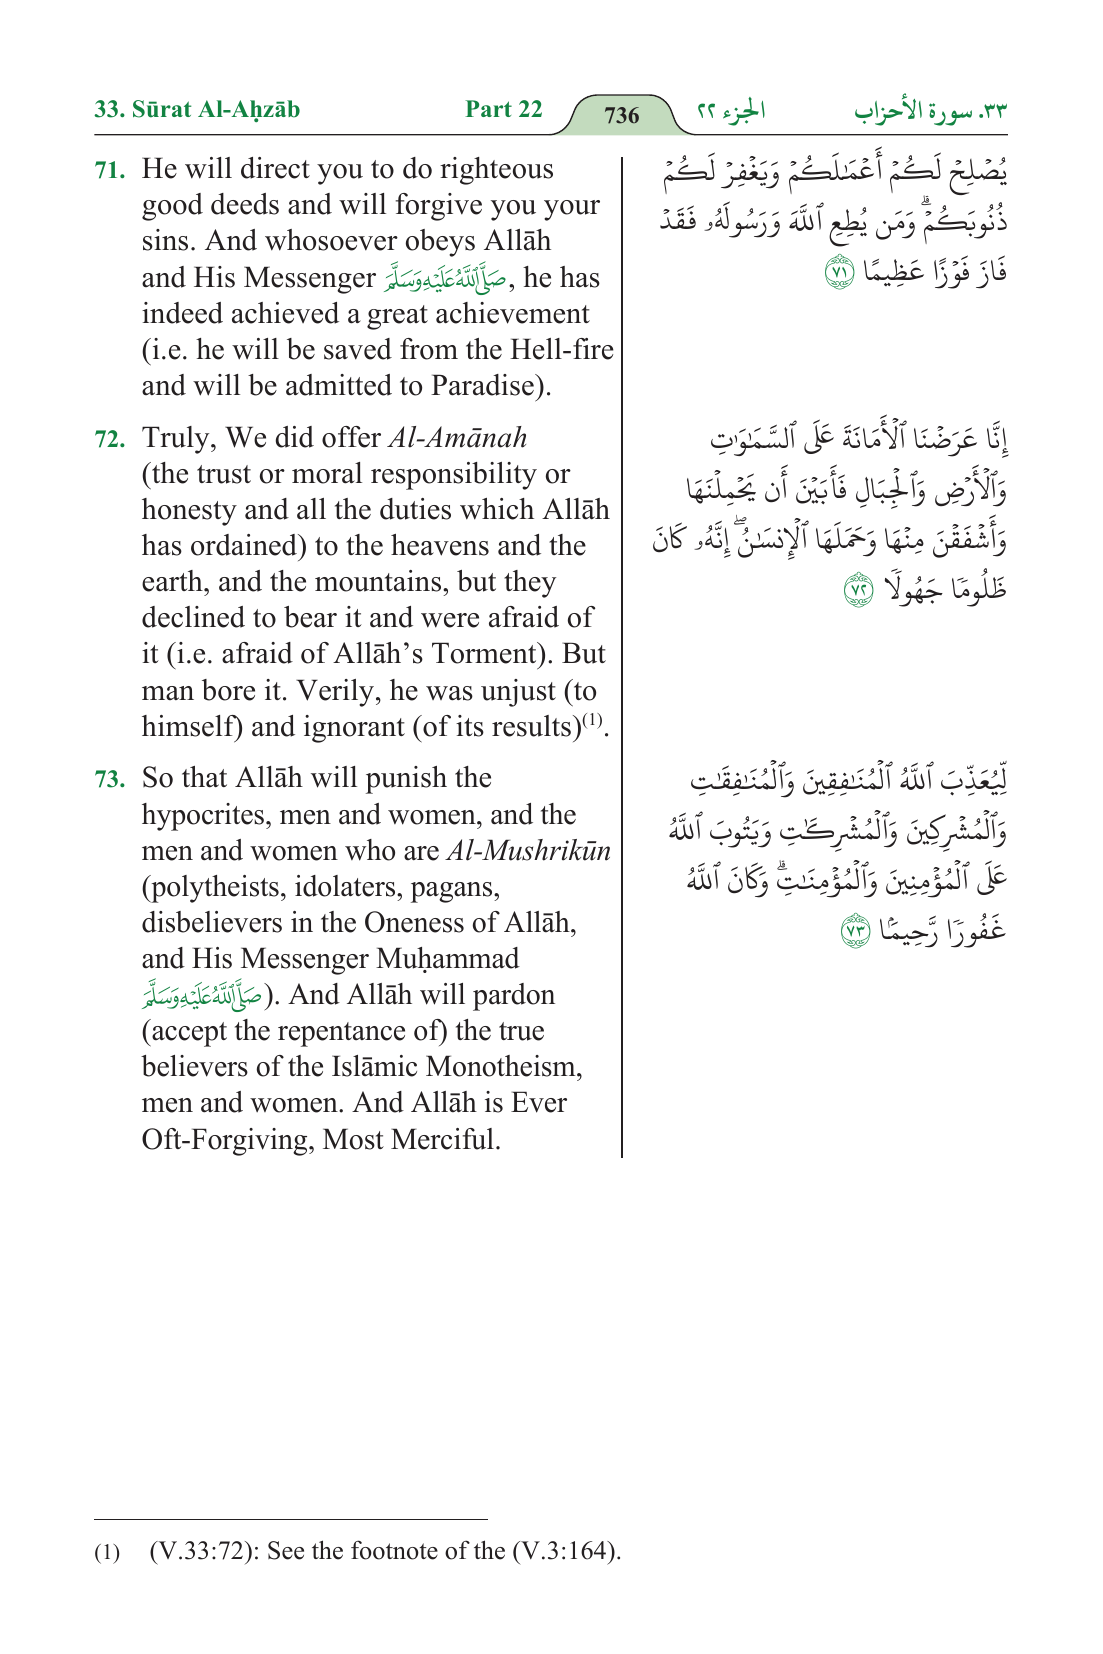 33. Sūrat Al-Aḥzāb Part 22 736 الجزء ٢٢ ٣٣. سورة الأحزاب
71. He will direct you to do righteous
good deeds and will forgive you your
sins. And whosoever obeys Allāh
and His Messenger صَلَّى اللَّهُ عَلَيْهِ وَسَلَّمَ, he has
indeed achieved a great achievement
(i.e. he will be saved from the Hell-fire
and will be admitted to Paradise).
يُصْلِحْ لَكُمْ أَعْمَٰلَكُمْ وَيَغْفِرْ لَكُمْ
ذُنُوبَكُمْ ۗ وَمَن يُطِعِ ٱللَّهَ وَرَسُولَهُۥ فَقَدْ
فَازَ فَوْزًا عَظِيمًا ٧١
72. Truly, We did offer Al-Amānah
(the trust or moral responsibility or
honesty and all the duties which Allāh
has ordained) to the heavens and the
earth, and the mountains, but they
declined to bear it and were afraid of
it (i.e. afraid of Allāh’s Torment). But
man bore it. Verily, he was unjust (to
himself) and ignorant (of its results)(1).
إِنَّا عَرَضْنَا ٱلْأَمَانَةَ عَلَى ٱلسَّمَٰوَٰتِ
وَٱلْأَرْضِ وَٱلْجِبَالِ فَأَبَيْنَ أَن يَحْمِلْنَهَا
وَأَشْفَقْنَ مِنْهَا وَحَمَلَهَا ٱلْإِنسَٰنُ ۖ إِنَّهُۥ كَانَ
ظَلُومًا جَهُولًا ٧٢
73. So that Allāh will punish the
hypocrites, men and women, and the
men and women who are Al-Mushrikūn
(polytheists, idolaters, pagans,
disbelievers in the Oneness of Allāh,
and His Messenger Muḥammad
صَلَّى اللَّهُ عَلَيْهِ وَسَلَّمَ). And Allāh will pardon
(accept the repentance of) the true
believers of the Islāmic Monotheism,
men and women. And Allāh is Ever
Oft-Forgiving, Most Merciful.
لِّيُعَذِّبَ ٱللَّهُ ٱلْمُنَٰفِقِينَ وَٱلْمُنَٰفِقَٰتِ
وَٱلْمُشْرِكِينَ وَٱلْمُشْرِكَٰتِ وَيَتُوبَ ٱللَّهُ
عَلَى ٱلْمُؤْمِنِينَ وَٱلْمُؤْمِنَٰتِ ۗ وَكَانَ ٱللَّهُ
غَفُورًا رَّحِيمًۢا ٧٣
(1) (V.33:72): See the footnote of the (V.3:164).